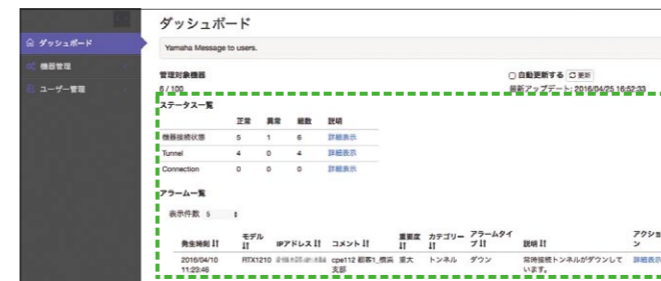 ダッシュボード
Yamaha Message to users.
ダッシュボード
機器管理
ユーザー管理
管理対象機器
自動更新する 更新
6 / 100
最新アップデート: 2016/04/25 16:52:33
ステータス一覧
正常 異常 総数 説明
機器接続状態 5 1 6 詳細表示
Tunnel 4 0 4 詳細表示
Connection 0 0 0 詳細表示
アラーム一覧
表示件数 5
発生時刻 モデル IPアドレス コメント 重要度 カテゴリー アラームタイプ 説明 アクション
2016/04/10 11:23:46 RTX1210 cpe112 顧客1_横浜支部 重大 トンネル ダウン 常時接続トンネルがダウンしています。 詳細表示